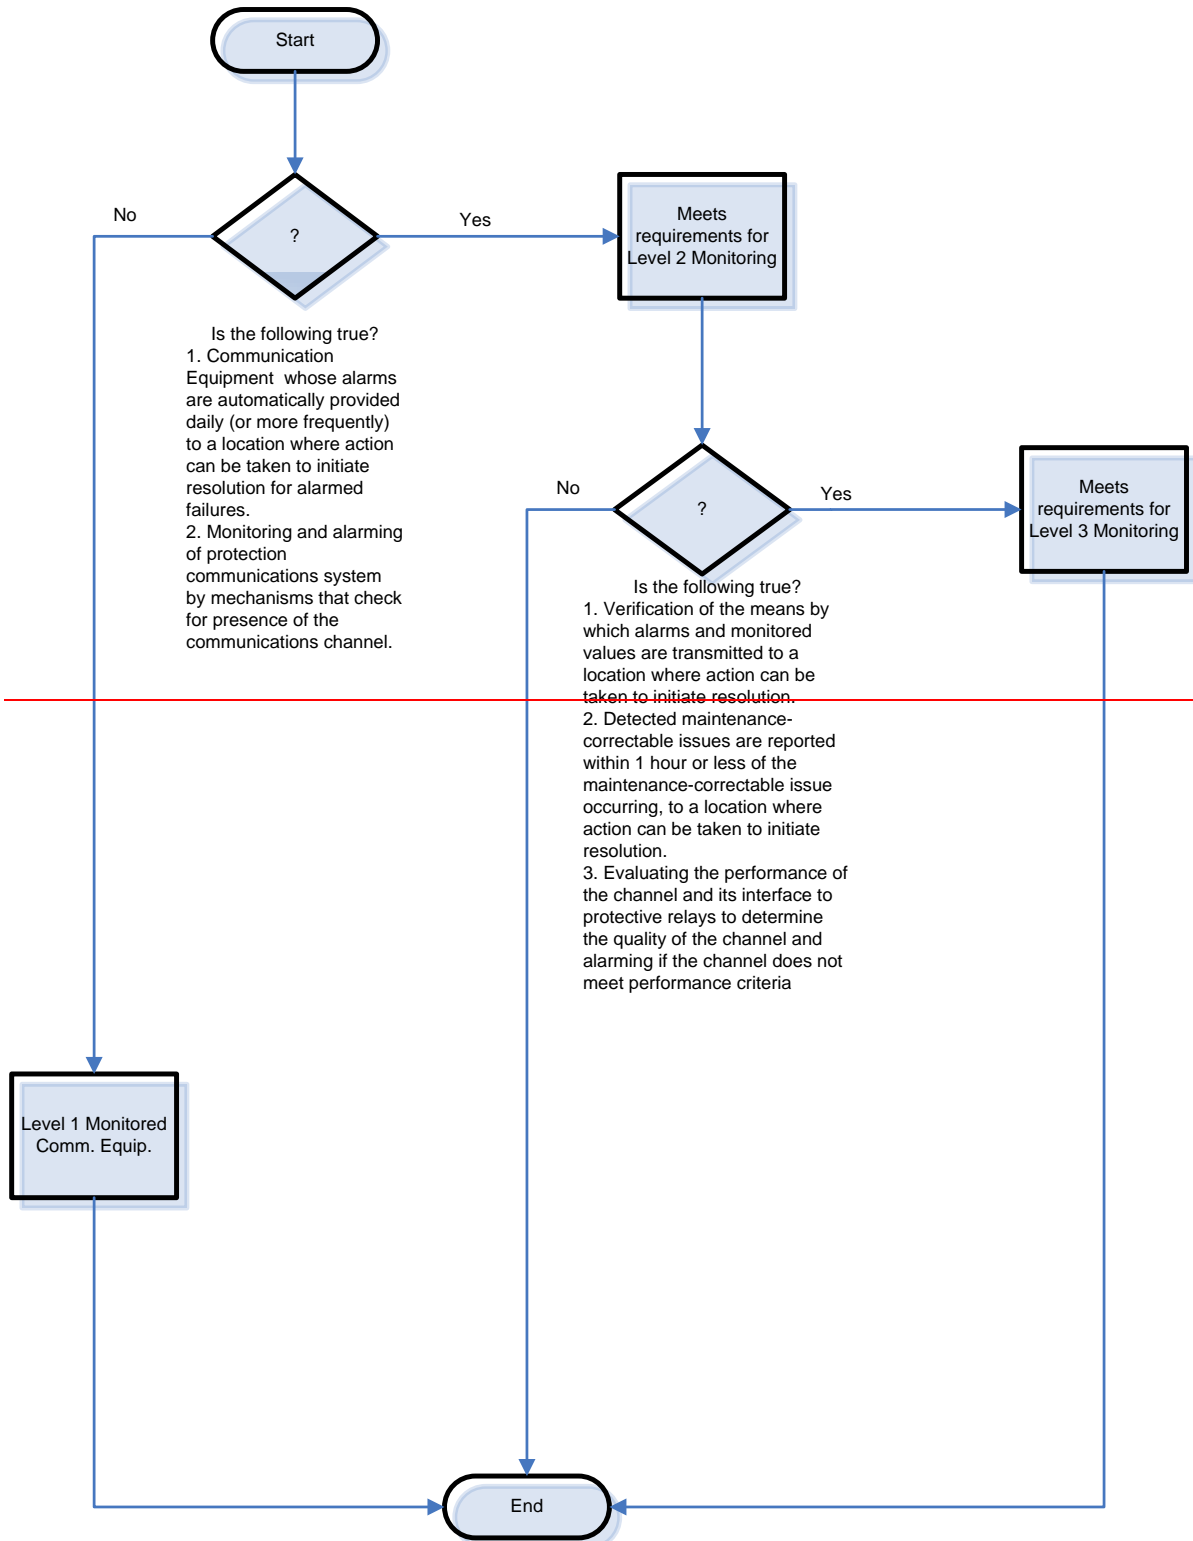 Start
No
?
Yes
Meets
requirements for
Level 2 Monitoring
Is the following true?
1. Communication
Equipment  whose alarms
are automatically provided
daily (or more frequently)
to a location where action
can be taken to initiate
resolution for alarmed
failures.
2. Monitoring and alarming
of protection
communications system
by mechanisms that check
for presence of the
communications channel.
No
?
Yes
Meets
requirements for
Level 3 Monitoring
Is the following true?
1. Verification of the means by
which alarms and monitored
values are transmitted to a
location where action can be
taken to initiate resolution.
2. Detected maintenance-
correctable issues are reported
within 1 hour or less of the
maintenance-correctable issue
occurring, to a location where
action can be taken to initiate
resolution.
3. Evaluating the performance of
the channel and its interface to
protective relays to determine
the quality of the channel and
alarming if the channel does not
meet performance criteria
Level 1 Monitored
Comm. Equip.
End